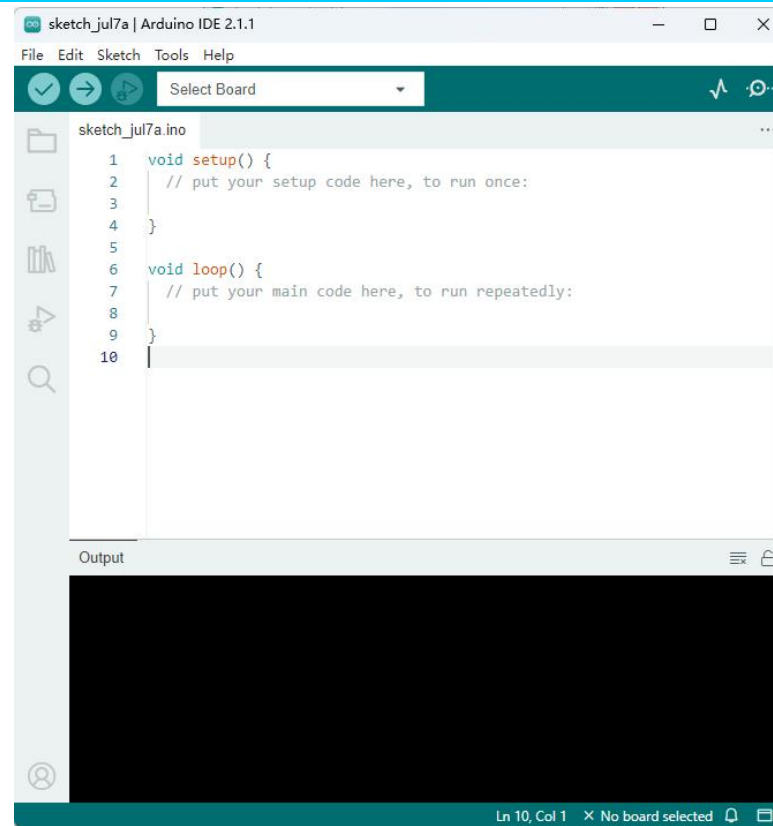 sketch_jul7a | Arduino IDE 2.1.1
File Edit Sketch Tools Help
Select Board
sketch_jul7a.ino
1 void setup() {
2 // put your setup code here, to run once:
3
4 }
5
6 void loop() {
7 // put your main code here, to run repeatedly:
8
9 }
10
Output
Ln 10, Col 1 × No board selected